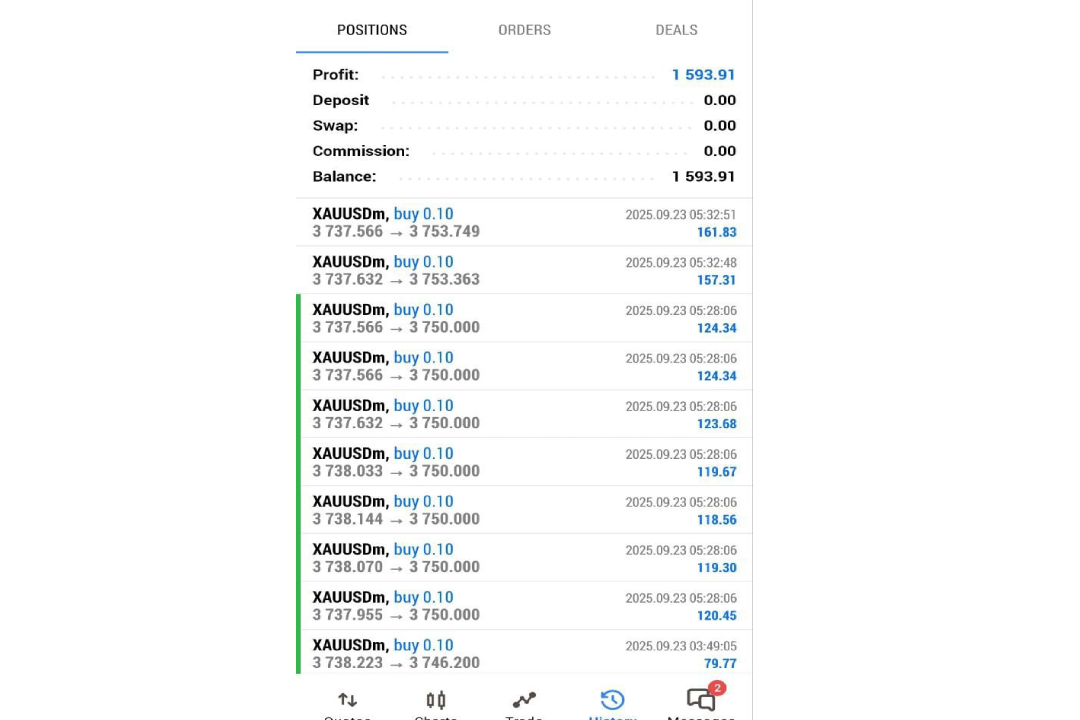 POSITIONS ORDERS DEALS
Profit: 1 593.91
Deposit 0.00
Swap: 0.00
Commission: 0.00
Balance: 1 593.91
XAUUSDm, buy 0.10 2025.09.23 05:32:51
3 737.566 → 3 753.749 161.83
XAUUSDm, buy 0.10 2025.09.23 05:32:48
3 737.632 → 3 753.363 157.31
XAUUSDm, buy 0.10 2025.09.23 05:28:06
3 737.566 → 3 750.000 124.34
XAUUSDm, buy 0.10 2025.09.23 05:28:06
3 737.566 → 3 750.000 124.34
XAUUSDm, buy 0.10 2025.09.23 05:28:06
3 737.632 → 3 750.000 123.68
XAUUSDm, buy 0.10 2025.09.23 05:28:06
3 738.033 → 3 750.000 119.67
XAUUSDm, buy 0.10 2025.09.23 05:28:06
3 738.144 → 3 750.000 118.56
XAUUSDm, buy 0.10 2025.09.23 05:28:06
3 738.070 → 3 750.000 119.30
XAUUSDm, buy 0.10 2025.09.23 05:28:06
3 737.955 → 3 750.000 120.45
XAUUSDm, buy 0.10 2025.09.23 03:49:05
3 738.223 → 3 746.200 79.77
2
Quotes Charts Trade History Messages